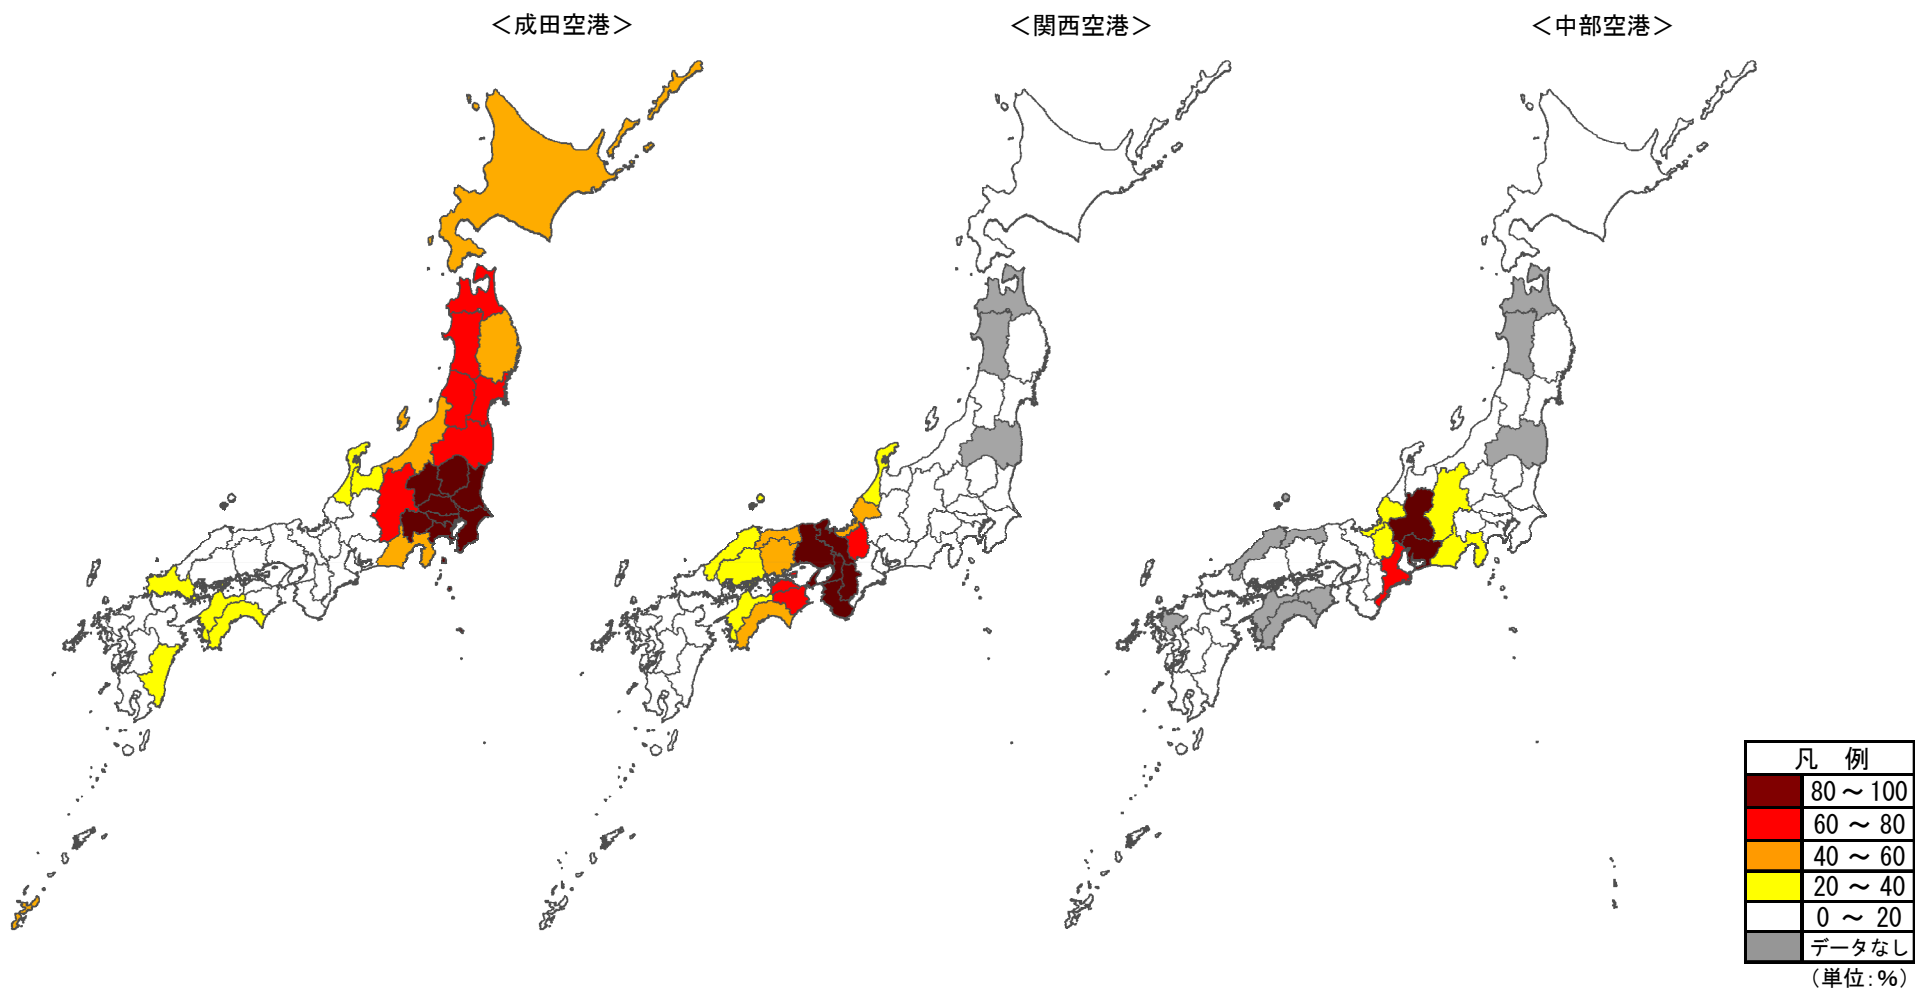 ＜成田空港＞
＜関西空港＞
＜中部空港＞
凡 例
80 ～ 100
60 ～ 80
40 ～ 60
20 ～ 40
0 ～ 20
データなし
（単位：％）